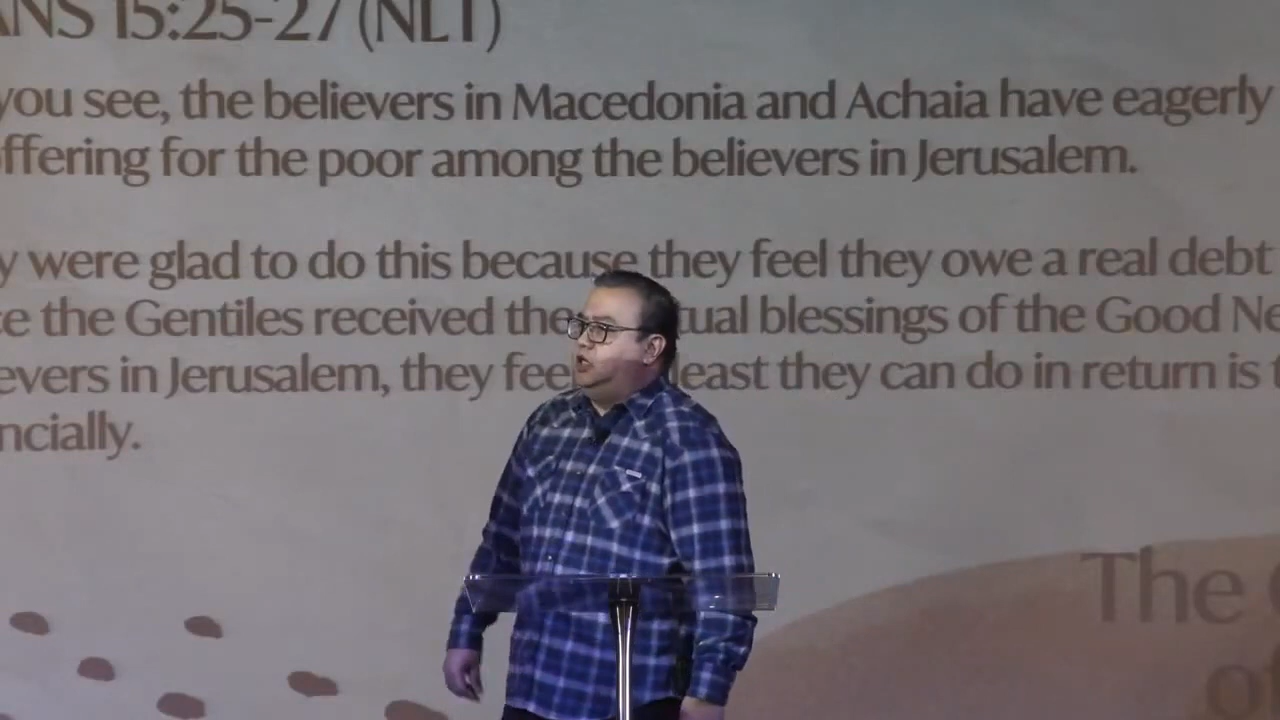 ANS 15:25-27 (NLT)
you see, the believers in Macedonia and Achaia have eagerly
offering for the poor among the believers in Jerusalem.
y were glad to do this because they feel they owe a real debt
ce the Gentiles received the itual blessings of the Good Ne
evers in Jerusalem, they fee least they can do in return is t
ncially.
The
of